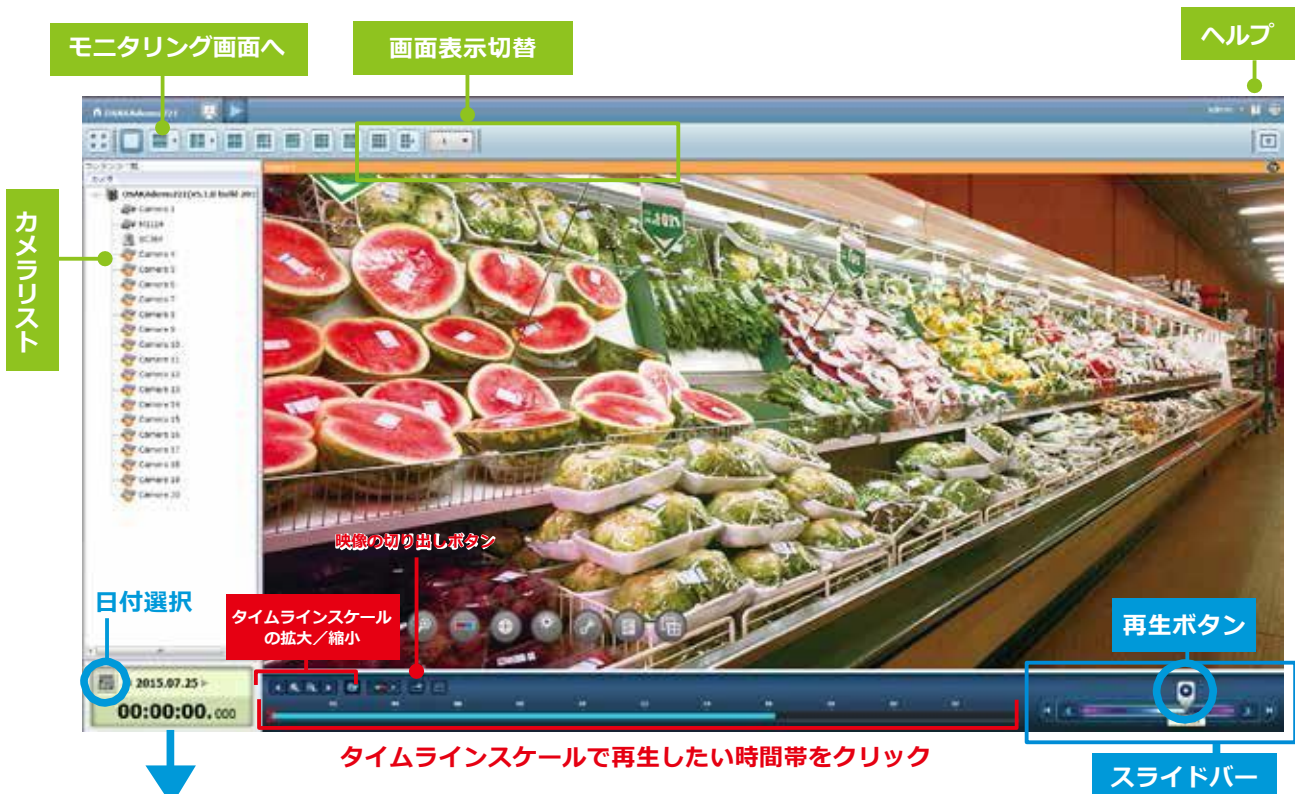 モニタリング画面へ
画面表示切替
ヘルプ
カメラリスト
Camera 1
Camera 4
Camera 5
Camera 6
Camera 7
Camera 8
Camera 9
Camera 10
Camera 11
Camera 12
Camera 13
Camera 14
Camera 15
Camera 16
Camera 17
Camera 18
Camera 19
Camera 20
映像の切り出しボタン
日付選択
タイムラインスケール
の拡大／縮小
再生ボタン
2015.07.25
00:00:00.000
タイムラインスケールで再生したい時間帯をクリック
スライドバー